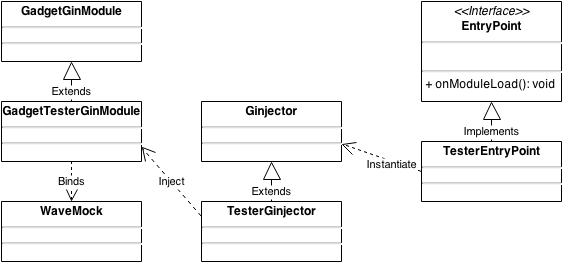 GadgetGinModule
<<Interface>>
EntryPoint
+ onModuleLoad(): void
Extends
GadgetTesterGinModule
Ginjector
Implements
TesterEntryPoint
Instantiate
Binds
Inject
Extends
WaveMock
TesterGinjector